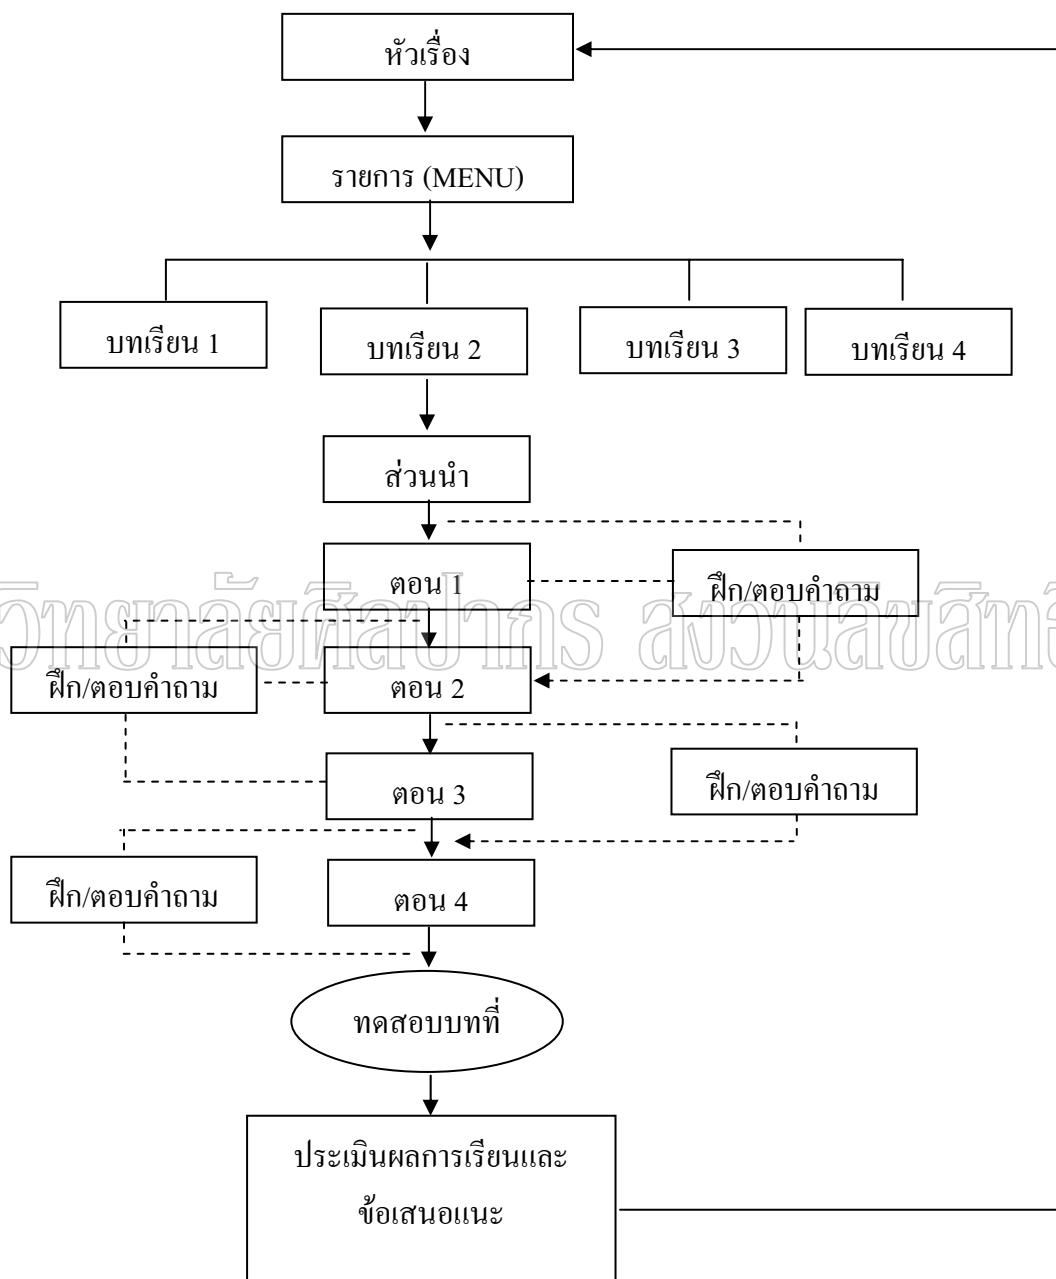 หัวเรื่อง
รายการ (MENU)
บทเรียน 1
บทเรียน 2
บทเรียน 3
บทเรียน 4
ส่วนนำ
ตอน 1
ฝึก/ตอบคำถาม
ฝึก/ตอบคำถาม
ตอน 2
ตอน 3
ฝึก/ตอบคำถาม
ฝึก/ตอบคำถาม
ตอน 4
ทดสอบบทที่
ประเมินผลการเรียนและ
ข้อเสนอแนะ